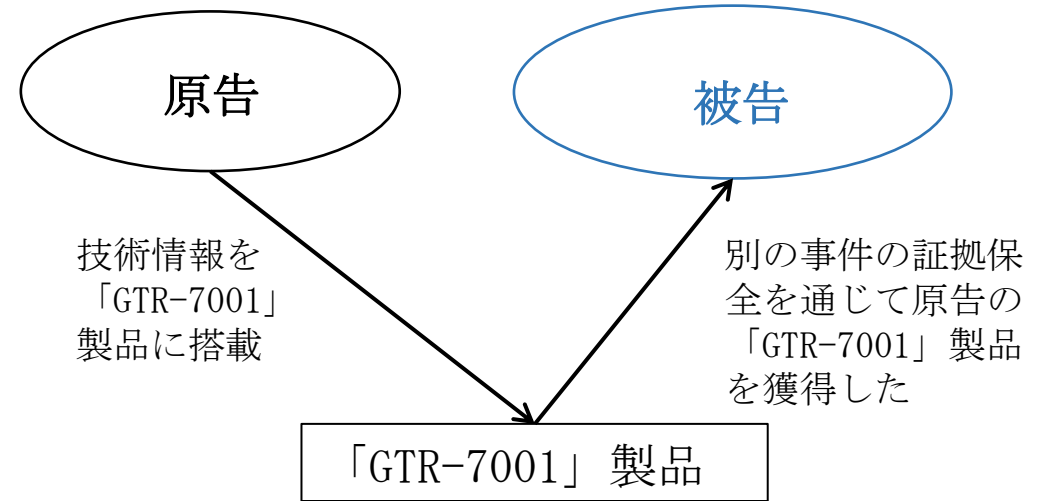 原告
被告
技術情報を
「GTR-7001」
製品に搭載
別の事件の証拠保
全を通じて原告の
「GTR-7001」製品
を獲得した
「GTR-7001」製品